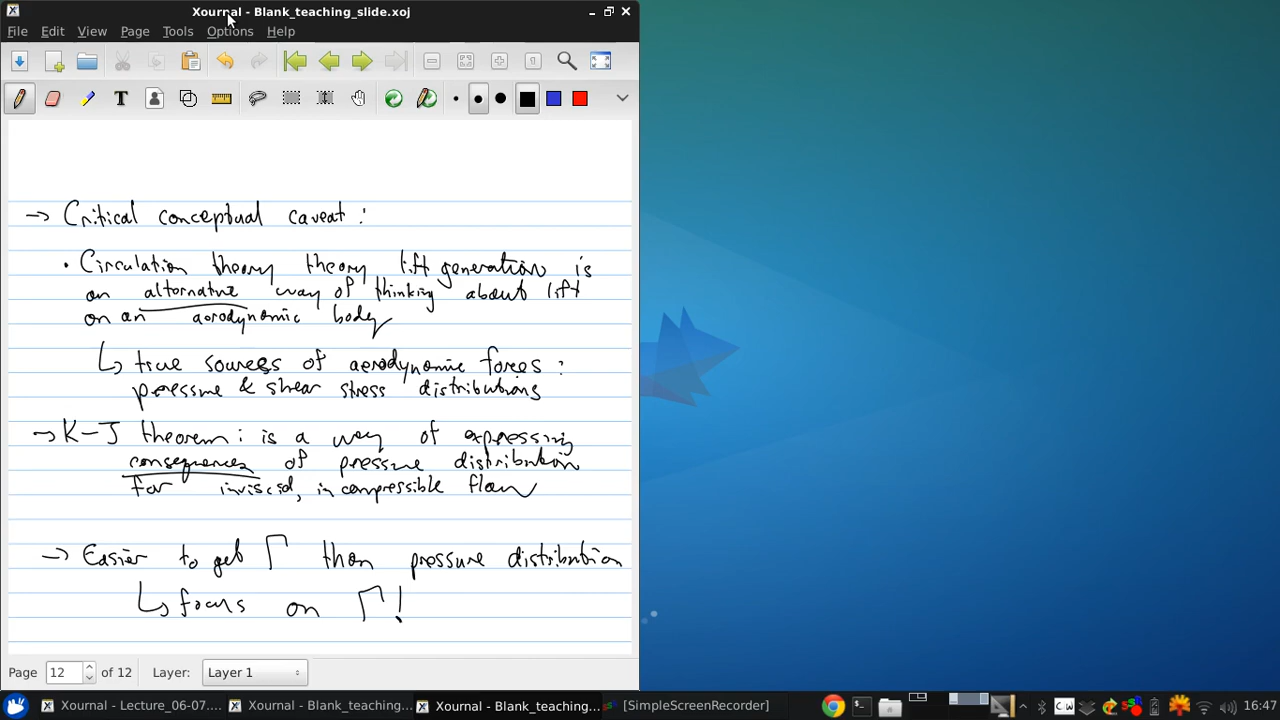 Xournal - Blank_teaching_slide.xoj
File Edit View Page Tools Options Help
→ Critical conceptual caveat :
• Circulation theory theory lift generation is
an alternative way of thinking about lift
on an aerodynamic body
↳ true sources of aerodynamic forces :
pressure & shear stress distributions
→ K-J theorem : is a way of expressing
consequences of pressure distribution
for inviscid, incompressible flow
→ Easier to get Γ than pressure distribution
↳ focus on Γ !
Page 12 of 12 Layer: Layer 1
Xournal - Lecture_06-07.... Xournal - Blank_teaching_... Xournal - Blank_teaching_... [SimpleScreenRecorder] 16:47